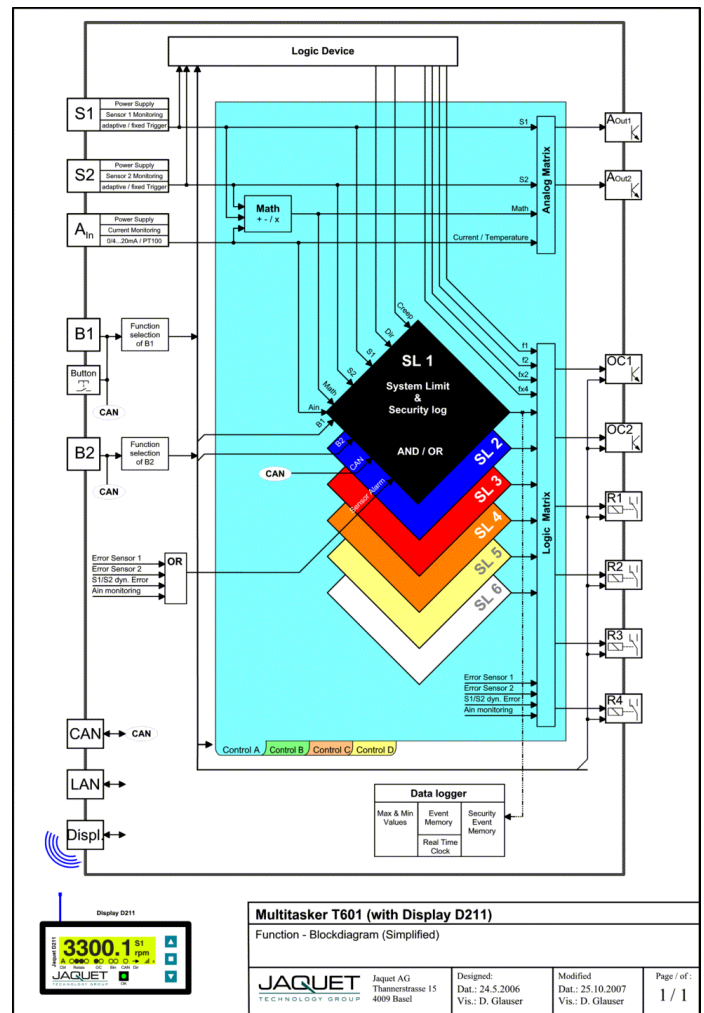 Logic Device
S1
Power Supply
Sensor 1 Monitoring
adaptive / fixed Trigger
S2
Power Supply
Sensor 2 Monitoring
adaptive / fixed Trigger
AIn
Power Supply
Current Monitoring
0/4...20mA / PT100
Math
+ - / x
S1
S2
Math
Current / Temperature
Analog Matrix
AOut1
AOut2
B1
Function
selection
of B1
Button
CAN
B2
Function
selection
of B2
CAN
Creep
Dir
S1
S2
Math
Ain
B1
B2
CAN
CAN
Sensor Alarm
SL 1
System Limit
&
Security log
AND / OR
SL 2
SL 3
SL 4
SL 5
SL 6
f1
f2
fx2
fx4
Logic Matrix
OC1
OC2
R1
R2
R3
R4
Error Sensor 1
Error Sensor 2
S1/S2 dyn. Error
Ain monitoring
OR
Error Sensor 1
Error Sensor 2
S1/S2 dyn. Error
Ain monitoring
CAN
CAN
LAN
Displ.
Control A
Control B
Control C
Control D
Data logger
Max & Min
Values
Event
Memory
Real Time
Clock
Security
Event
Memory
Display D211
Jaquet D211
3300.1 S1
rpm
A
Ctrl Relais O/C Err CAN Dir
JAQUET
TECHNOLOGY GROUP
OK
Multitasker T601 (with Display D211)
Function - Blockdiagram (Simplified)
JAQUET
TECHNOLOGY GROUP
Jaquet AG
Thannerstrasse 15
4009 Basel
Designed:
Dat.: 24.5.2006
Vis.: D. Glauser
Modified
Dat.: 25.10.2007
Vis.: D. Glauser
Page / of :
1 / 1